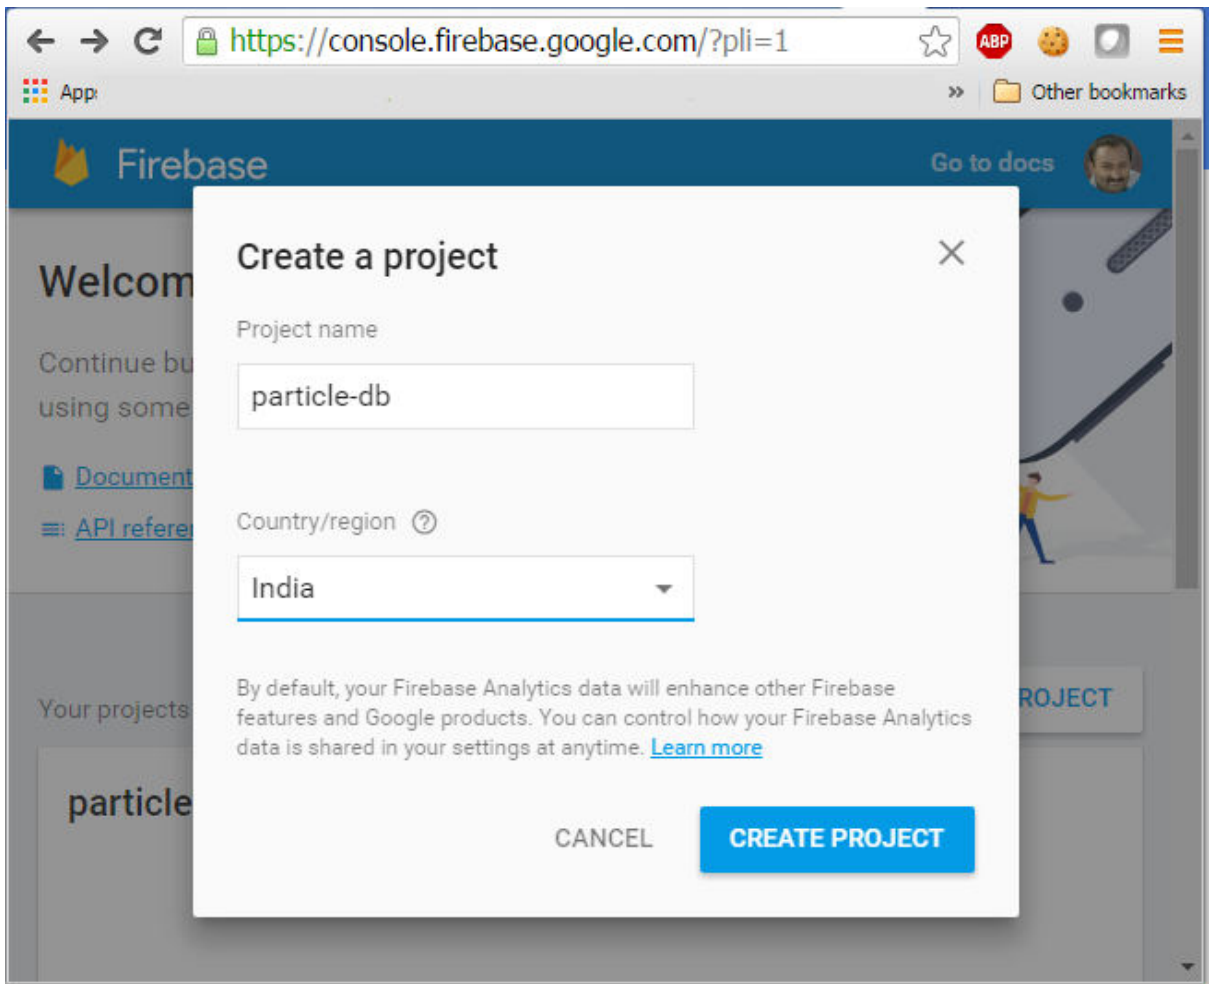 https://console.firebase.google.com/?pli=1
ABP
Apps
» Other bookmarks
Firebase
Go to docs
Welcom
Continue bu
using some
Document
API refere
Create a project
Project name
particle-db
Country/region ?
India
By default, your Firebase Analytics data will enhance other Firebase
features and Google products. You can control how your Firebase Analytics
data is shared in your settings at anytime. Learn more
CANCEL
CREATE PROJECT
Your projects
ROJECT
particle